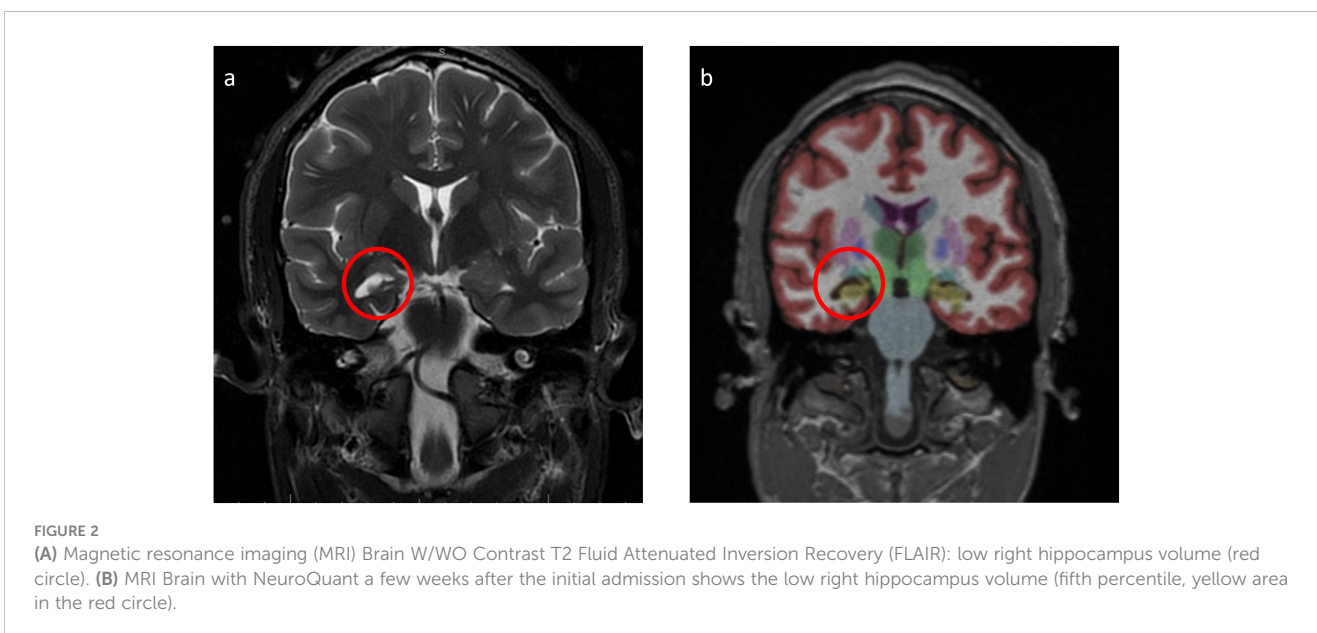 s
a
b
FIGURE 2
(A) Magnetic resonance imaging (MRI) Brain W/WO Contrast T2 Fluid Attenuated Inversion Recovery (FLAIR): low right hippocampus volume (red
circle). (B) MRI Brain with NeuroQuant a few weeks after the initial admission shows the low right hippocampus volume (fifth percentile, yellow area
in the red circle).